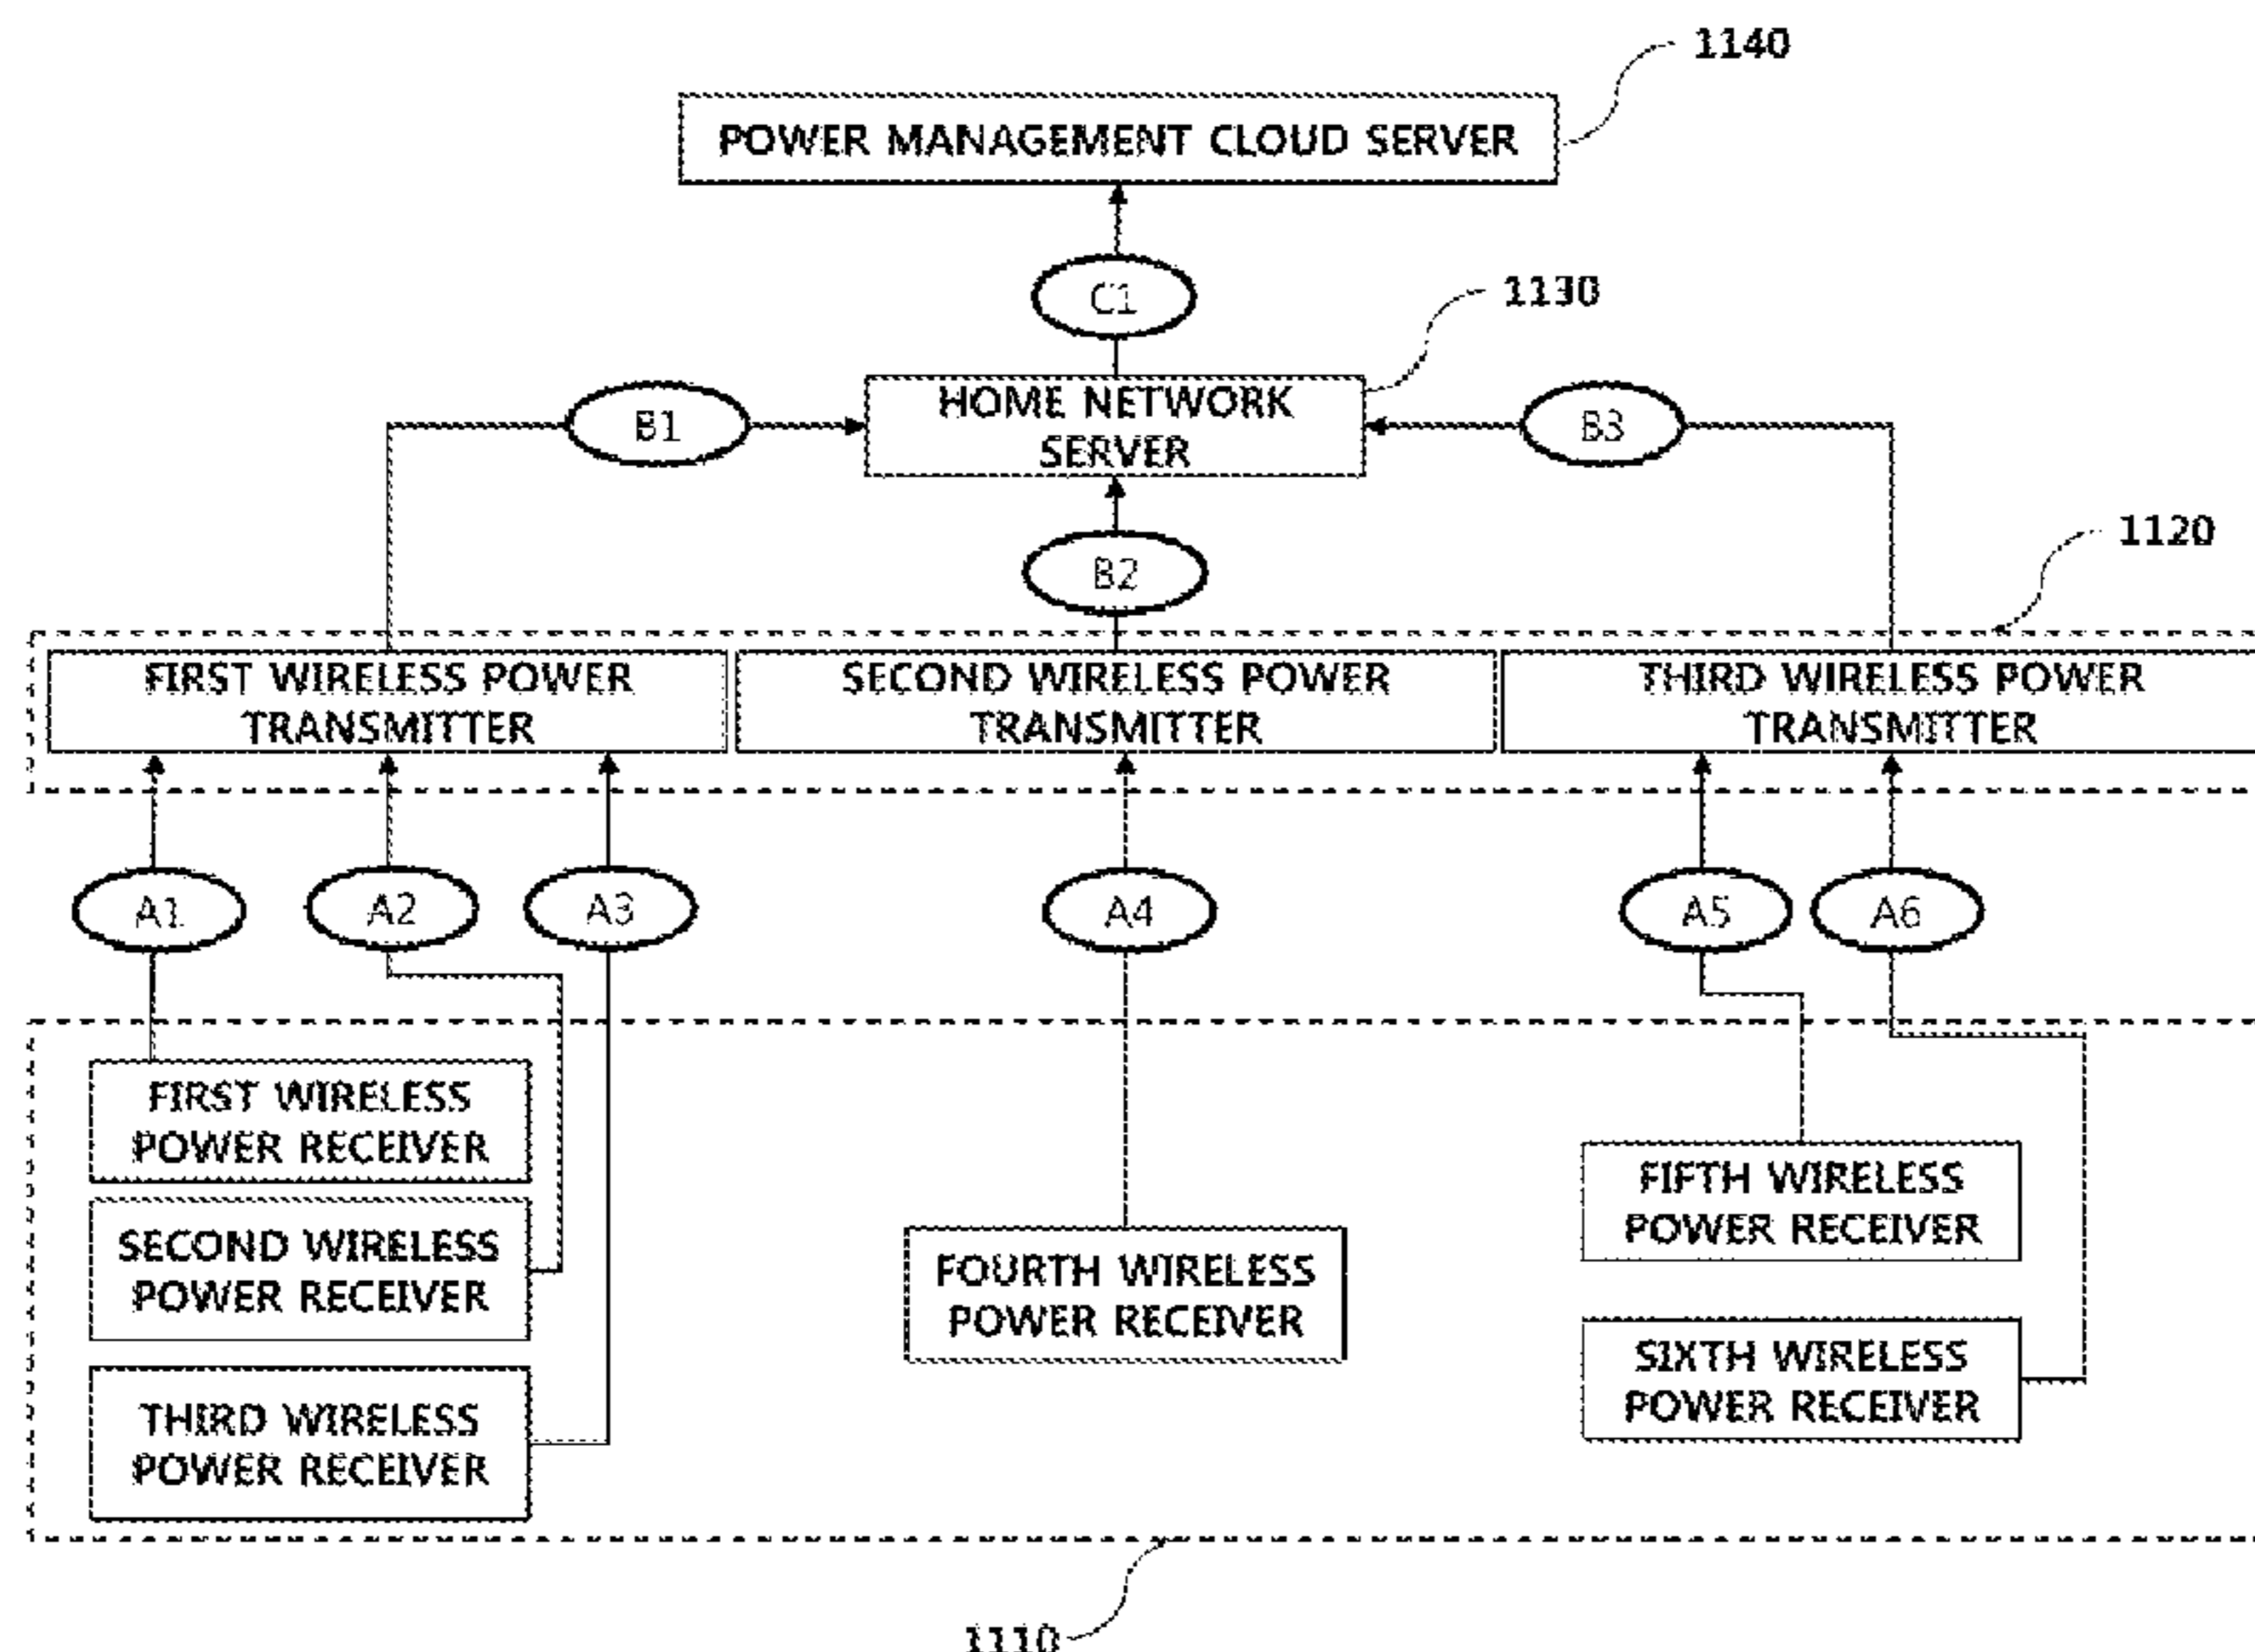 1140
POWER MANAGEMENT CLOUD SERVER
C1
1130
HOME NETWORK
SERVER
B1
B3
B2
1120
FIRST WIRELESS POWER
TRANSMITTER
SECOND WIRELESS POWER
TRANSMITTER
THIRD WIRELESS POWER
TRANSMITTER
A1
A2
A3
A4
A5
A6
FIRST WIRELESS
POWER RECEIVER
SECOND WIRELESS
POWER RECEIVER
THIRD WIRELESS
POWER RECEIVER
FOURTH WIRELESS
POWER RECEIVER
FIFTH WIRELESS
POWER RECEIVER
SIXTH WIRELESS
POWER RECEIVER
1110